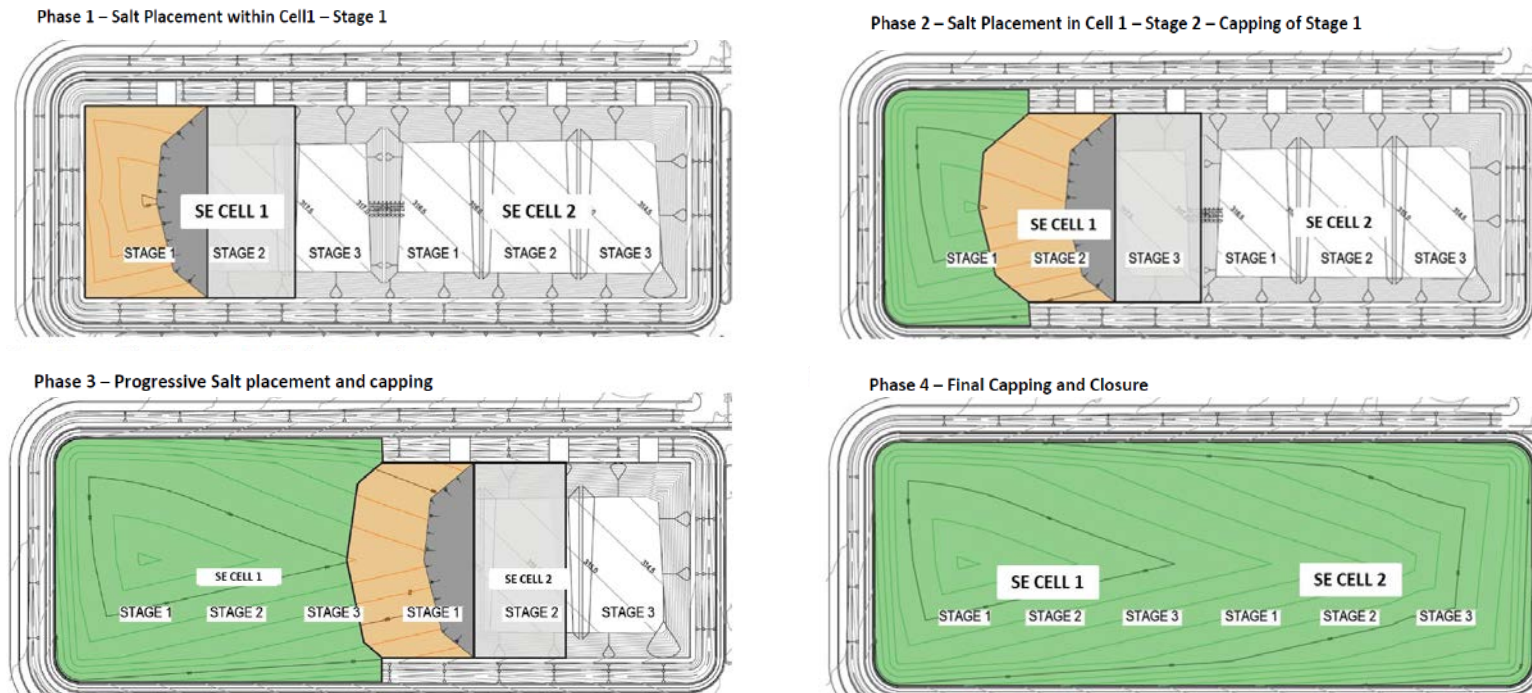 Phase 1 – Salt Placement within Cell1 – Stage 1
SE CELL 1
SE CELL 2
STAGE 1
STAGE 2
STAGE 3
STAGE 1
STAGE 2
STAGE 3
Phase 2 – Salt Placement in Cell 1 – Stage 2 – Capping of Stage 1
SE CELL 1
SE CELL 2
STAGE 1
STAGE 2
STAGE 3
STAGE 1
STAGE 2
STAGE 3
Phase 3 – Progressive Salt placement and capping
SE CELL 1
SE CELL 2
STAGE 1
STAGE 2
STAGE 3
STAGE 1
STAGE 2
STAGE 3
Phase 4 – Final Capping and Closure
SE CELL 1
SE CELL 2
STAGE 1
STAGE 2
STAGE 3
STAGE 1
STAGE 2
STAGE 3